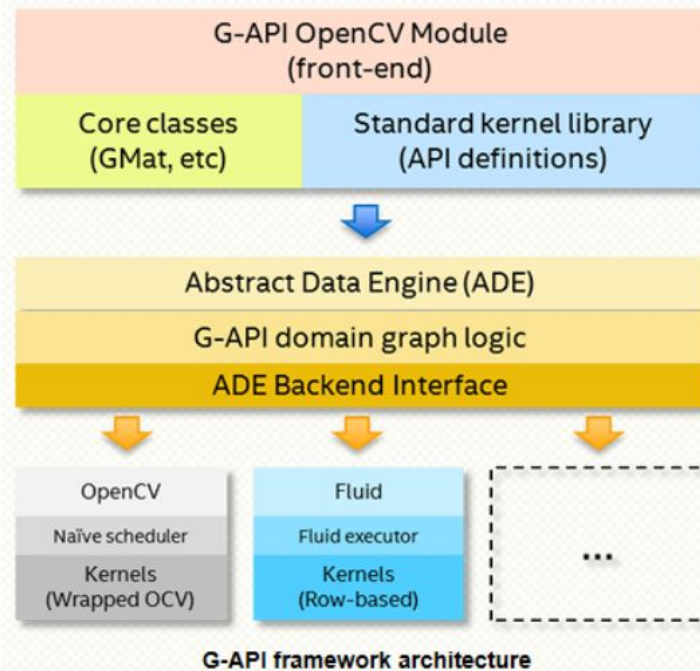 G-API OpenCV Module
(front-end)
Core classes
(GMat, etc)
Standard kernel library
(API definitions)
Abstract Data Engine (ADE)
G-API domain graph logic
ADE Backend Interface
OpenCV
Naïve scheduler
Kernels
(Wrapped OCV)
Fluid
Fluid executor
Kernels
(Row-based)
...
G-API framework architecture